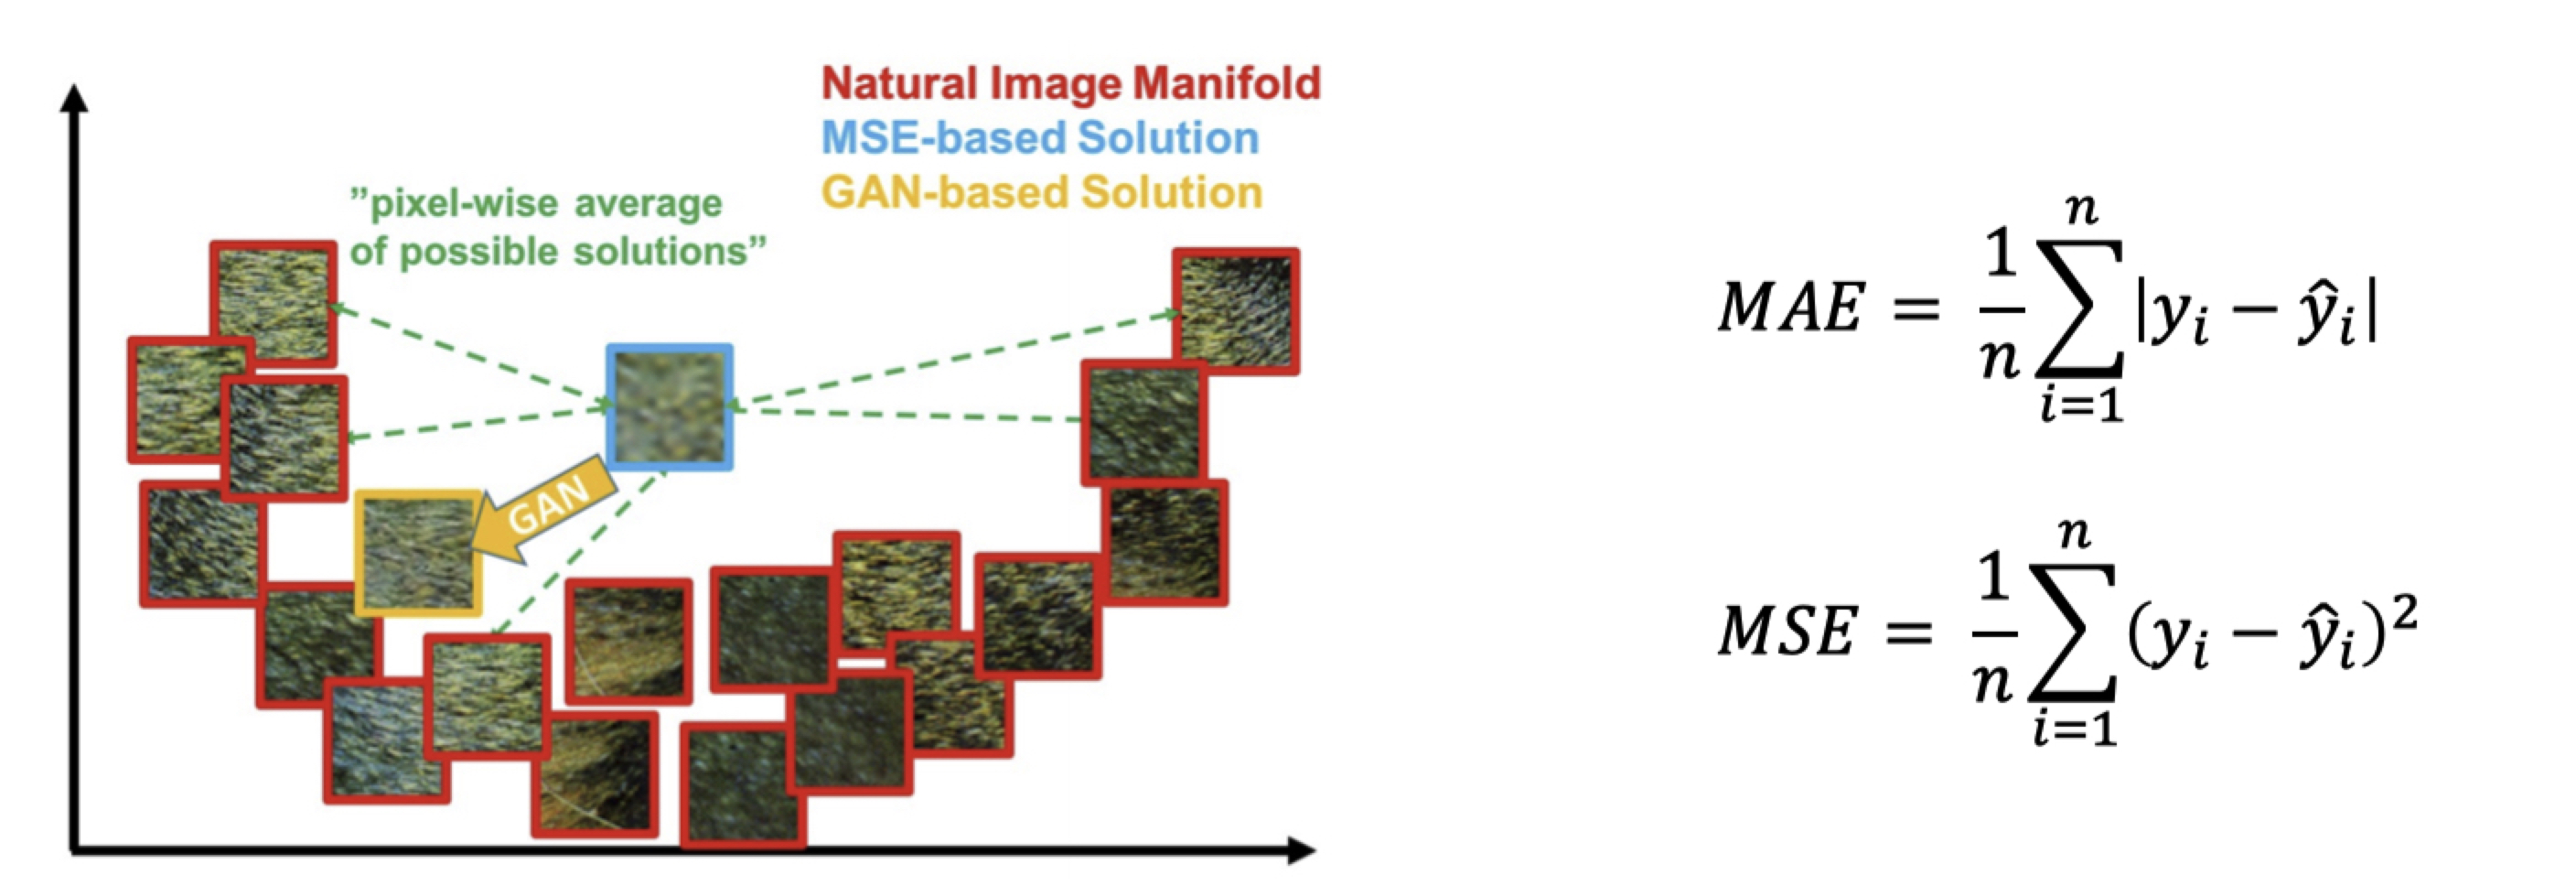 Natural Image Manifold
MSE-based Solution
GAN-based Solution
”pixel-wise average
of possible solutions”
GAN
MAE = \frac{1}{n} \sum_{i=1}^{n} |y_i - \hat{y}_i|
MSE = \frac{1}{n} \sum_{i=1}^{n} (y_i - \hat{y}_i)^2